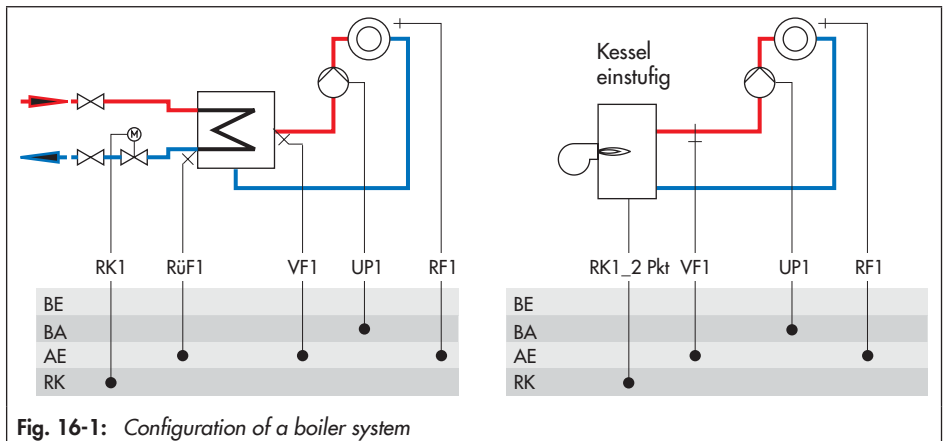 Kessel
einstufig
M
RK1 RüF1 VF1 UP1 RF1
BE
BA
AE
RK
RK1_2 Pkt VF1 UP1 RF1
BE
BA
AE
RK
Fig. 16-1: Configuration of a boiler system